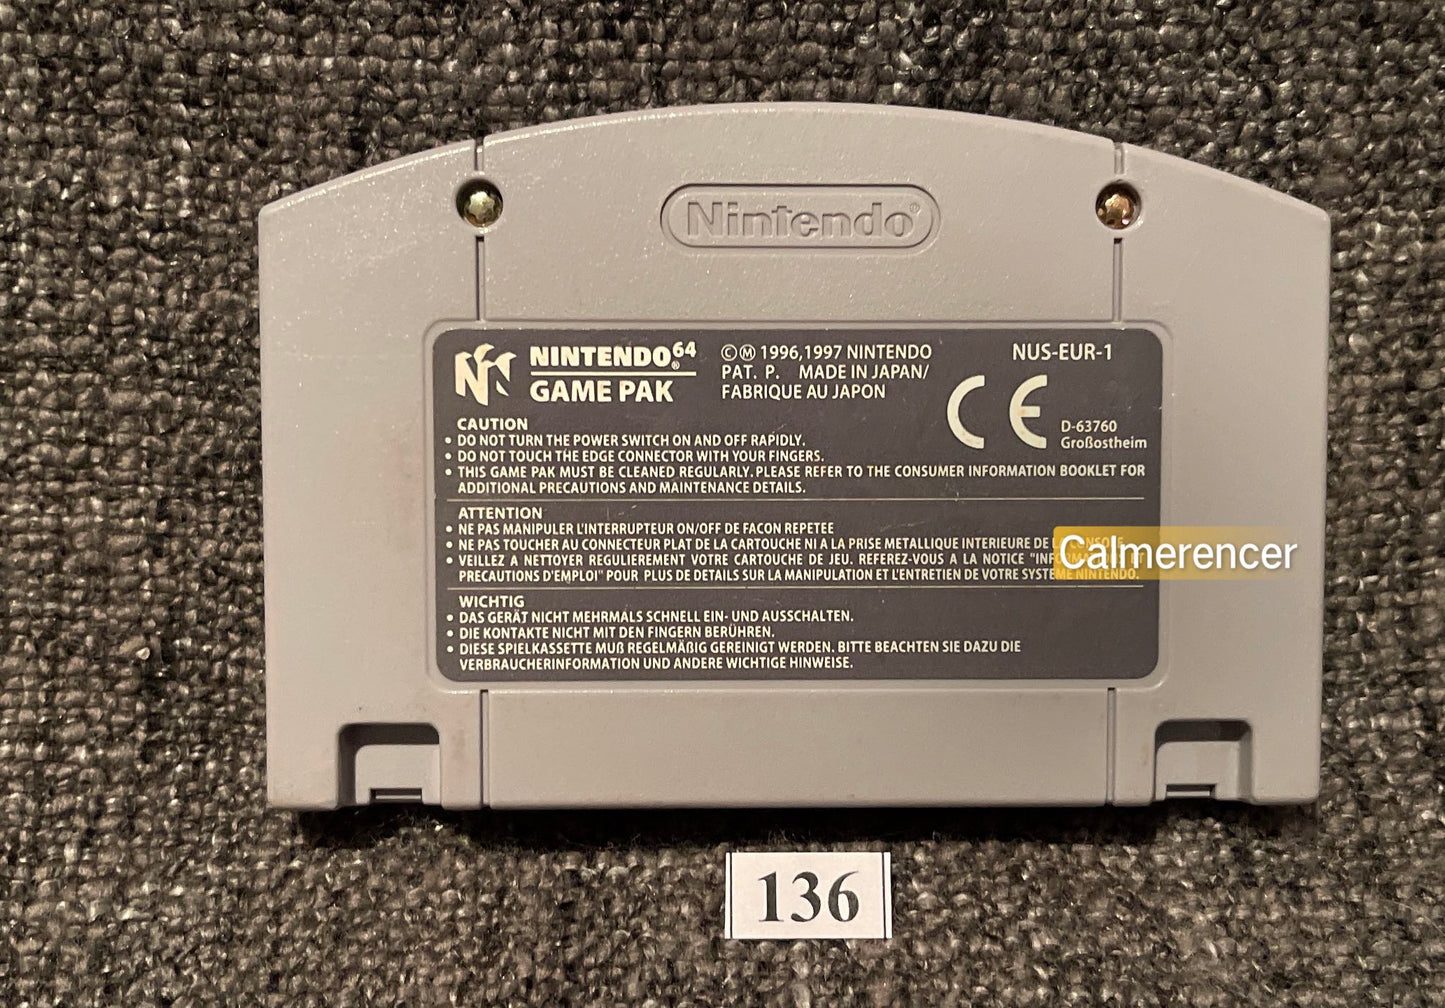 Nintendo®
NINTENDO64®
GAME PAK
ⒸⓂ 1996,1997 NINTENDO
PAT. P. MADE IN JAPAN/
FABRIQUE AU JAPON
NUS-EUR-1
CE
D-63760
Großostheim
CAUTION
• DO NOT TURN THE POWER SWITCH ON AND OFF RAPIDLY.
• DO NOT TOUCH THE EDGE CONNECTOR WITH YOUR FINGERS.
• THIS GAME PAK MUST BE CLEANED REGULARLY. PLEASE REFER TO THE CONSUMER INFORMATION BOOKLET FOR
ADDITIONAL PRECAUTIONS AND MAINTENANCE DETAILS.
ATTENTION
• NE PAS MANIPULER L'INTERRUPTEUR ON/OFF DE FACON REPETEE
• NE PAS TOUCHER AU CONNECTEUR PLAT DE LA CARTOUCHE NI A LA PRISE METALLIQUE INTERIEURE DE
• VEILLEZ A NETTOYER REGULIEREMENT VOTRE CARTOUCHE DE JEU. REFEREZ-VOUS A LA NOTICE
PRECAUTIONS D'EMPLOI" POUR PLUS DE DETAILS SUR LA MANIPULATION ET L'ENTRETIEN DE VOTRE SYSTEME NINTENDO.
Calmerencer
WICHTIG
• DAS GERÄT NICHT MEHRMALS SCHNELL EIN- UND AUSSCHALTEN.
• DIE KONTAKTE NICHT MIT DEN FINGERN BERÜHREN.
• DIESE SPIELKASSETTE MUß REGELMÄßIG GEREINIGT WERDEN. BITTE BEACHTEN SIE DAZU DIE
VERBRAUCHERINFORMATION UND ANDERE WICHTIGE HINWEISE.
136